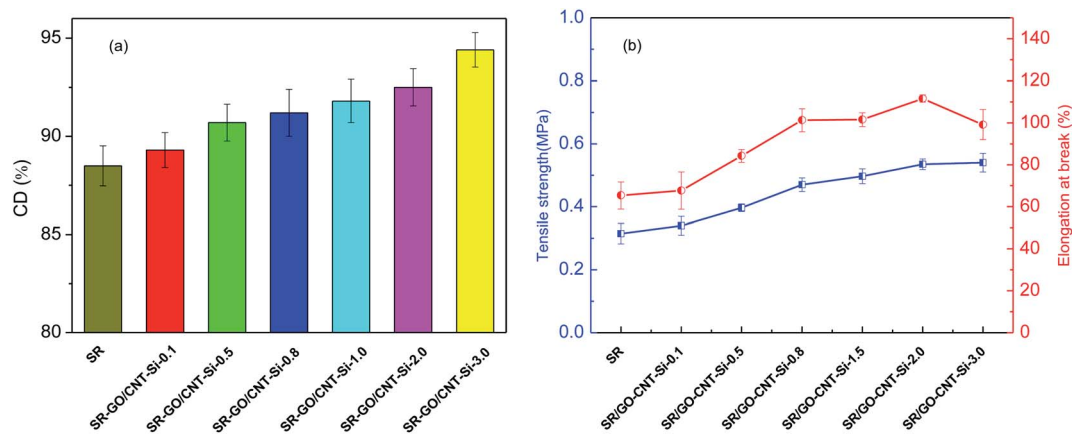 (a)
CD (%)
95
90
85
80
SR
SR-GO/CNT-Si-0.1
SR-GO/CNT-Si-0.5
SR-GO/CNT-Si-0.8
SR-GO/CNT-Si-1.0
SR-GO/CNT-Si-2.0
SR-GO/CNT-Si-3.0
(b)
Tensile strength(MPa)
1.0
0.8
0.6
0.4
0.2
0.0
Elongation at break (%)
140
120
100
80
60
40
20
0
SR
SR/GO-CNT-Si-0.1
SR/GO-CNT-Si-0.5
SR/GO-CNT-Si-0.8
SR/GO-CNT-Si-1.5
SR/GO-CNT-Si-2.0
SR/GO-CNT-Si-3.0